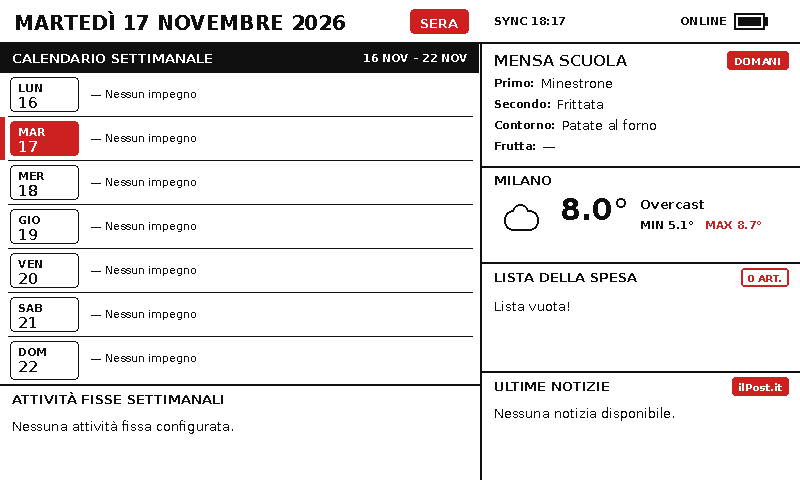 MARTEDÌ 17 NOVEMBRE 2026
SERA
SYNC 18:17
ONLINE
CALENDARIO SETTIMANALE
16 NOV - 22 NOV
LUN
16
— Nessun impegno
MAR
17
— Nessun impegno
MER
18
— Nessun impegno
GIO
19
— Nessun impegno
VEN
20
— Nessun impegno
SAB
21
— Nessun impegno
DOM
22
— Nessun impegno
ATTIVITÀ FISSE SETTIMANALI
Nessuna attività fissa configurata.
MENSA SCUOLA
DOMANI
Primo: Minestrone
Secondo: Frittata
Contorno: Patate al forno
Frutta: —
MILANO
8.0°
Overcast
MIN 5.1° MAX 8.7°
LISTA DELLA SPESA
0 ART.
Lista vuota!
ULTIME NOTIZIE
ilPost.it
Nessuna notizia disponibile.